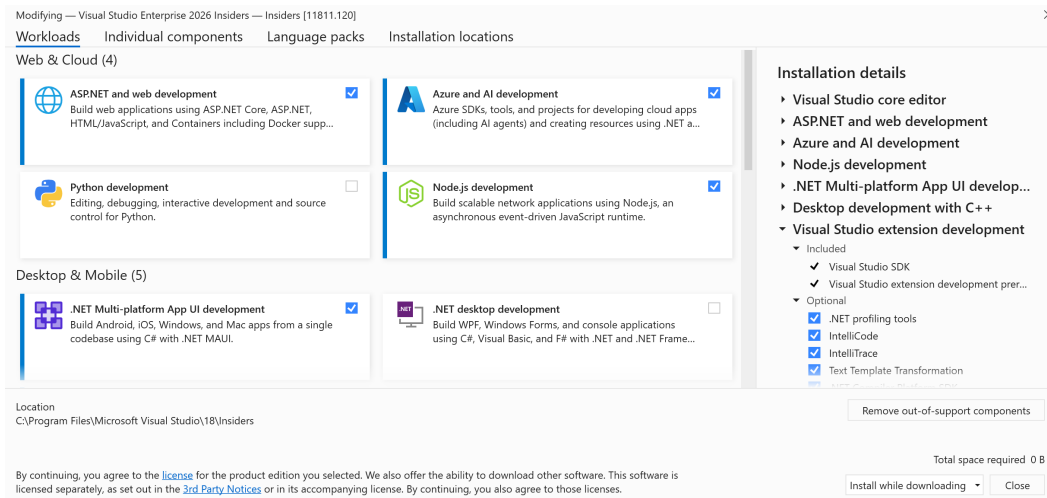 Modifying — Visual Studio Enterprise 2026 Insiders — Insiders [11811.120]
Workloads Individual components Language packs Installation locations
Web & Cloud (4)
ASP.NET and web development
Build web applications using ASP.NET Core, ASP.NET,
HTML/JavaScript, and Containers including Docker supp...
Azure and AI development
Azure SDKs, tools, and projects for developing cloud apps
(including AI agents) and creating resources using .NET a...
Python development
Editing, debugging, interactive development and source
control for Python.
JS
Node.js development
Build scalable network applications using Node.js, an
asynchronous event-driven JavaScript runtime.
Desktop & Mobile (5)
.NET Multi-platform App UI development
Build Android, iOS, Windows, and Mac apps from a single
codebase using C# with .NET MAUI.
.NET
.NET desktop development
Build WPF, Windows Forms, and console applications
using C#, Visual Basic, and F# with .NET and .NET Frame...
Installation details
Visual Studio core editor
ASP.NET and web development
Azure and AI development
Node.js development
.NET Multi-platform App UI develop...
Desktop development with C++
Visual Studio extension development
Included
Visual Studio SDK
Visual Studio extension development prer...
Optional
.NET profiling tools
IntelliCode
IntelliTrace
Text Template Transformation
Location
C:\Program Files\Microsoft Visual Studio\18\Insiders
Remove out-of-support components
Total space required 0 B
By continuing, you agree to the license for the product edition you selected. We also offer the ability to download other software. This software is
licensed separately, as set out in the 3rd Party Notices or in its accompanying license. By continuing, you also agree to those licenses.
Install while downloading
Close